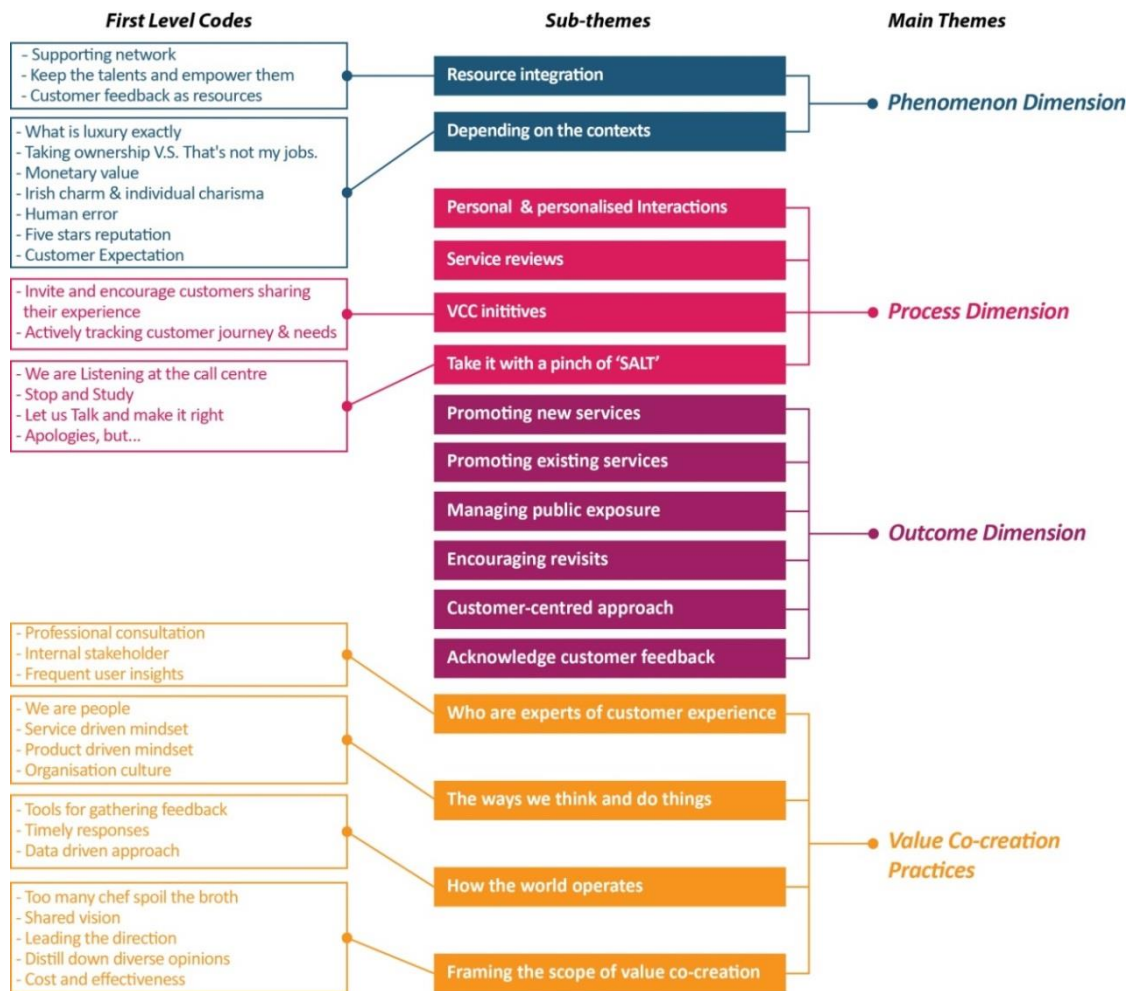 First Level Codes
Sub-themes
Main Themes
- Supporting network
- Keep the talents and empower them
- Customer feedback as resources
- What is luxury exactly
- Taking ownership V.S. That's not my jobs.
- Monetary value
- Irish charm & individual charisma
- Human error
- Five stars reputation
- Customer Expectation
- Invite and encourage customers sharing
their experience
- Actively tracking customer journey & needs
- We are Listening at the call centre
- Stop and Study
- Let us Talk and make it right
- Apologies, but...
- Professional consultation
- Internal stakeholder
- Frequent user insights
- We are people
- Service driven mindset
- Product driven mindset
- Organisation culture
- Tools for gathering feedback
- Timely responses
- Data driven approach
- Too many chef spoil the broth
- Shared vision
- Leading the direction
- Distill down diverse opinions
- Cost and effectiveness
Resource integration
Depending on the contexts
Personal & personalised Interactions
Service reviews
VCC inititives
Take it with a pinch of ‘SALT’
Promoting new services
Promoting existing services
Managing public exposure
Encouraging revisits
Customer-centred approach
Acknowledge customer feedback
Who are experts of customer experience
The ways we think and do things
How the world operates
Framing the scope of value co-creation
Phenomenon Dimension
Process Dimension
Outcome Dimension
Value Co-creation
Practices